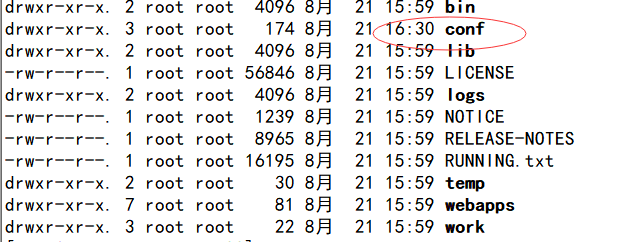 drwxr-xr-x. 2 root root 4096 8月 21 15:59 bin
drwxr-xr-x. 3 root root 174 8月 21 16:30 conf
drwxr-xr-x. 2 root root 4096 8月 21 15:59 lib
-rw-r--r--. 1 root root 56846 8月 21 15:59 LICENSE
drwxr-xr-x. 2 root root 4096 8月 21 15:59 logs
-rw-r--r--. 1 root root 1239 8月 21 15:59 NOTICE
-rw-r--r--. 1 root root 8965 8月 21 15:59 RELEASE-NOTES
-rw-r--r--. 1 root root 16195 8月 21 15:59 RUNNING.txt
drwxr-xr-x. 2 root root 30 8月 21 15:59 temp
drwxr-xr-x. 7 root root 81 8月 21 15:59 webapps
drwxr-xr-x. 3 root root 22 8月 21 15:59 work